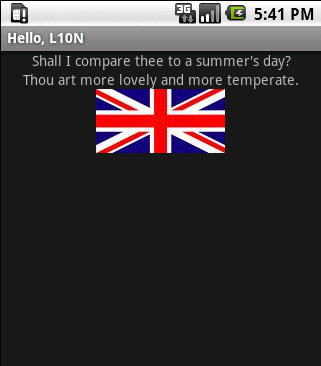 3G 5:41 PM
Hello, L10N
Shall I compare thee to a summer's day?
Thou art more lovely and more temperate.